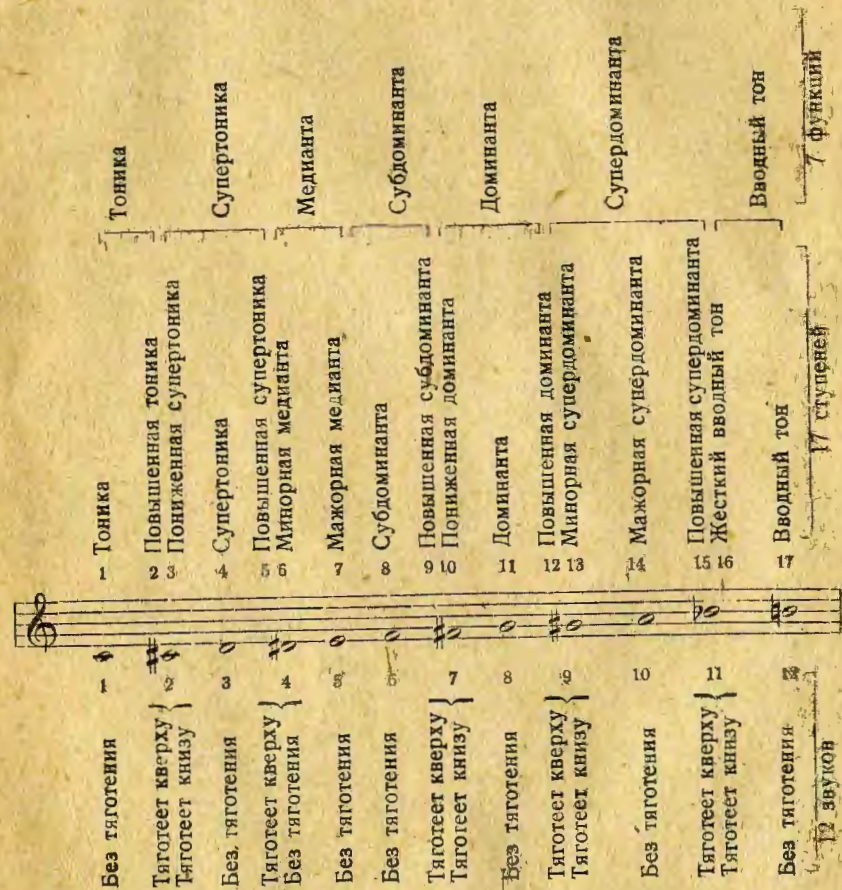 Без тяготения 1 1 Тоника
Тоника
Тяготеет кверху } 2 2 Повышенная тоника
Тяготеет книзу 3 Пониженная супертоника
Без тяготения 3 4 Супертоника
Супертоника
Тяготеет кверху } 4 5 Повышенная супертоника
Без тяготения 6 Минорная медианта
Медианта
Без тяготения 5 7 Мажорная медианта
Без тяготения 6 8 Субдоминанта
Субдоминанта
Тяготеет кверху } 7 9 Повышенная субдоминанта
Тяготеет книзу 10 Пониженная доминанта
Доминанта
Без тяготения 8 11 Доминанта
Тяготеет кверху } 9 12 Повышенная доминанта
Тяготеет книзу 13 Минорная супердоминанта
Супердоминанта
Без тяготения 10 14 Мажорная супердоминанта
Тяготеет кверху } 11 15 Повышенная супердоминанта
Тяготеет книзу 16 Жесткий вводный тон
Вводный тон
Без тяготения 17 Вводный тон
12 звуков 17 ступеней 7 функций